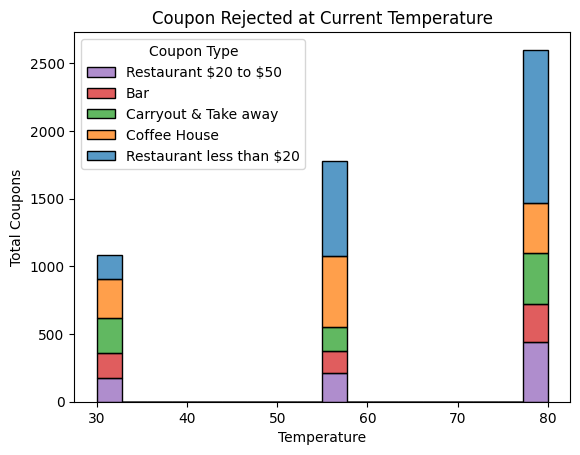 Coupon Rejected at Current Temperature
Coupon Type
Restaurant $20 to $50
Bar
Carryout & Take away
Coffee House
Restaurant less than $20
Total Coupons
2500
2000
1500
1000
500
0
30
40
50
60
70
80
Temperature